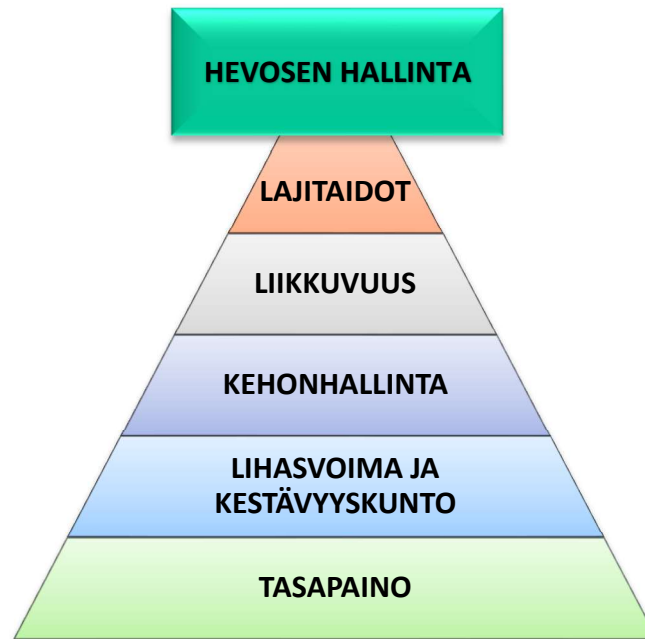 HEVOSEN HALLINTA
LAJITAIDOT
LIIKKUVUUS
KEHONHALLINTA
LIHASVOIMA JA
KESTÄVYYSKUNTO
TASAPAINO